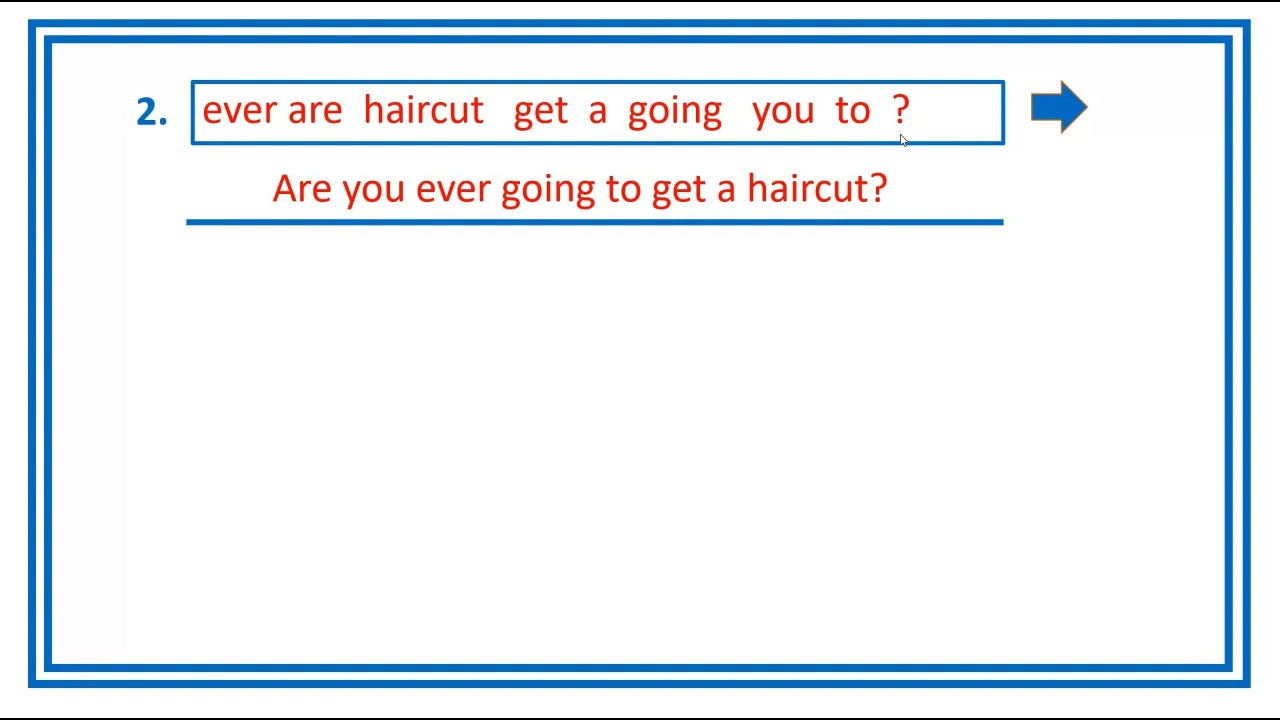 2. ever are haircut get a going you to ?
Are you ever going to get a haircut?